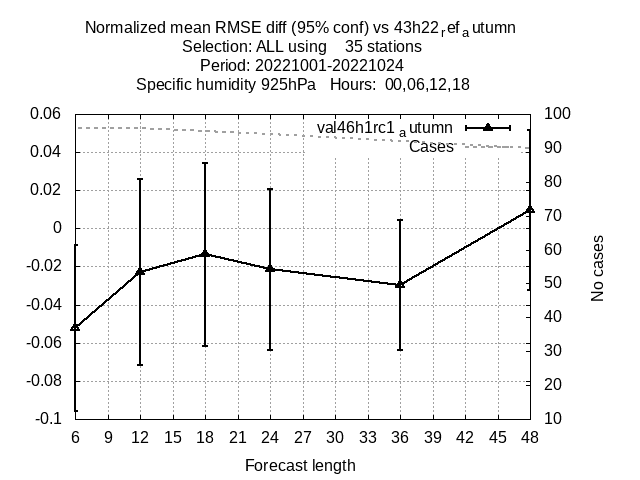 Normalized mean RMSE diff (95% conf) vs 43h22_ref_autumn
Selection: ALL using 35 stations
Period: 20221001-20221024
Specific humidity 925hPa Hours: 00,06,12,18
val46h1rc1_autumn
Cases
0.06
0.04
0.02
0
-0.02
-0.04
-0.06
-0.08
-0.1
100
90
80
70
60
50
40
30
20
10
No cases
6 9 12 15 18 21 24 27 30 33 36 39 42 45 48
Forecast length